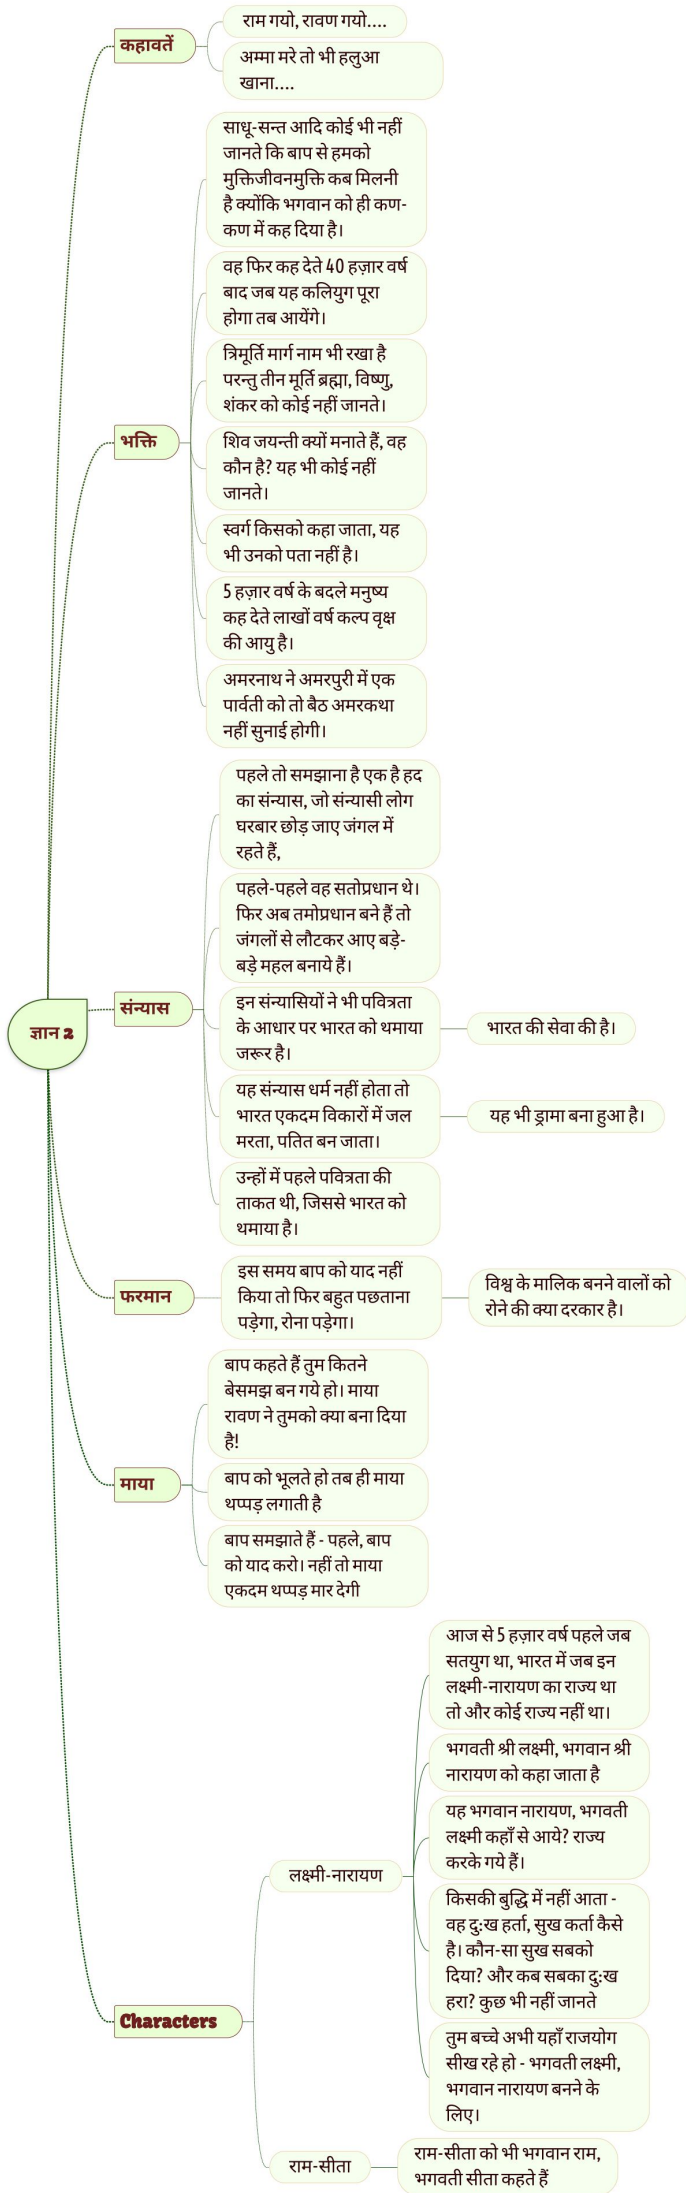 कहावतें
राम गयो, रावण गयो....
अम्मा मरे तो भी हलुआ
खाना....
भक्ति
साधू-सन्त आदि कोई भी नहीं
जानते कि बाप से हमको
मुक्तिजीवनमुक्ति कब मिलनी
है क्योंकि भगवान को ही कण-
कण में कह दिया है।
वह फिर कह देते 40 हज़ार वर्ष
बाद जब यह कलियुग पूरा
होगा तब आयेंगे।
त्रिमूर्ति मार्ग नाम भी रखा है
परन्तु तीन मूर्ति ब्रह्मा, विष्णु,
शंकर को कोई नहीं जानते।
शिव जयन्ती क्यों मनाते हैं, वह
कौन है? यह भी कोई नहीं
जानते।
स्वर्ग किसको कहा जाता, यह
भी उनको पता नहीं है।
5 हज़ार वर्ष के बदले मनुष्य
कह देते लाखों वर्ष कल्प वृक्ष
की आयु है।
अमरनाथ ने अमरपुरी में एक
पार्वती को तो बैठ अमरकथा
नहीं सुनाई होगी।
ज्ञान 2
संन्यास
पहले तो समझाना है एक है हद
का संन्यास, जो संन्यासी लोग
घरबार छोड़ जाए जंगल में
रहते हैं,
पहले-पहले वह सतोप्रधान थे।
फिर अब तमोप्रधान बने हैं तो
जंगलों से लौटकर आए बड़े-
बड़े महल बनाये हैं।
इन संन्यासियों ने भी पवित्रता
के आधार पर भारत को थमाया
जरूर है।
भारत की सेवा की है।
यह संन्यास धर्म नहीं होता तो
भारत एकदम विकारों में जल
मरता, पतित बन जाता।
यह भी ड्रामा बना हुआ है।
उन्हों में पहले पवित्रता की
ताकत थी, जिससे भारत को
थमाया है।
फरमान
इस समय बाप को याद नहीं
किया तो फिर बहुत पछताना
पड़ेगा, रोना पड़ेगा।
विश्व के मालिक बनने वालों को
रोने की क्या दरकार है।
माया
बाप कहते हैं तुम कितने
बेसमझ बन गये हो। माया
रावण ने तुमको क्या बना दिया
है!
बाप को भूलते हो तब ही माया
थप्पड़ लगाती है
बाप समझाते हैं - पहले, बाप
को याद करो। नहीं तो माया
एकदम थप्पड़ मार देगी
Characters
लक्ष्मी-नारायण
आज से 5 हज़ार वर्ष पहले जब
सतयुग था, भारत में जब इन
लक्ष्मी-नारायण का राज्य था
तो और कोई राज्य नहीं था।
भगवती श्री लक्ष्मी, भगवान श्री
नारायण को कहा जाता है
यह भगवान नारायण, भगवती
लक्ष्मी कहाँ से आये? राज्य
करके गये हैं।
किसकी बुद्धि में नहीं आता -
वह दु:ख हर्ता, सुख कर्ता कैसे
है। कौन-सा सुख सबको
दिया? और कब सबका दु:ख
हरा? कुछ भी नहीं जानते
तुम बच्चे अभी यहाँ राजयोग
सीख रहे हो - भगवती लक्ष्मी,
भगवान नारायण बनने के
लिए।
राम-सीता
राम-सीता को भी भगवान राम,
भगवती सीता कहते हैं